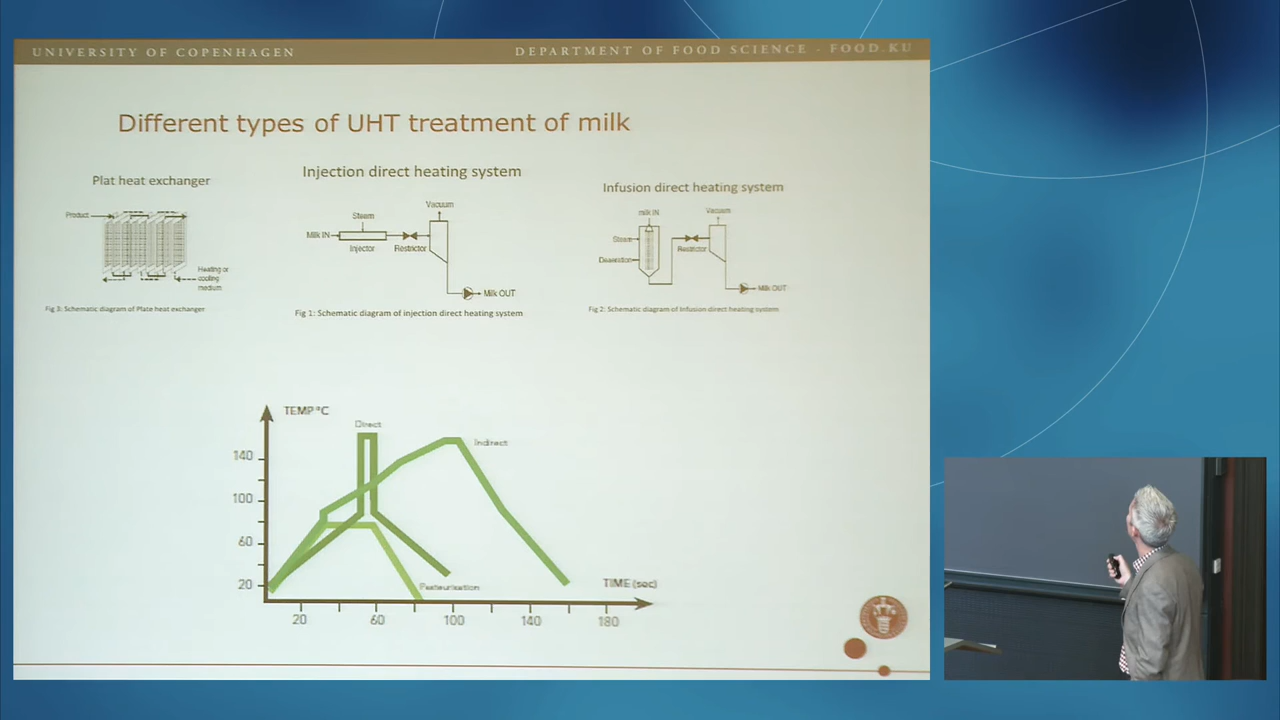 UNIVERSITY OF COPENHAGEN
DEPARTMENT OF FOOD SCIENCE - FOOD.KU
Different types of UHT treatment of milk
Plat heat exchanger
Product
Heating or
cooling
medium
Fig 3: Schematic diagram of Plate heat exchanger
Injection direct heating system
Vacuum
Steam
Milk IN
Injector
Restrictor
Milk OUT
Fig 1: Schematic diagram of injection direct heating system
Infusion direct heating system
milk IN
Vacuum
Steam
Restrictor
Milk OUT
Fig 2: Schematic diagram of Infusion direct heating system
TEMP °C
Direct
Indirect
140
100
60
20
Pasteurisation
TIME (sec)
20 60 100 140 180